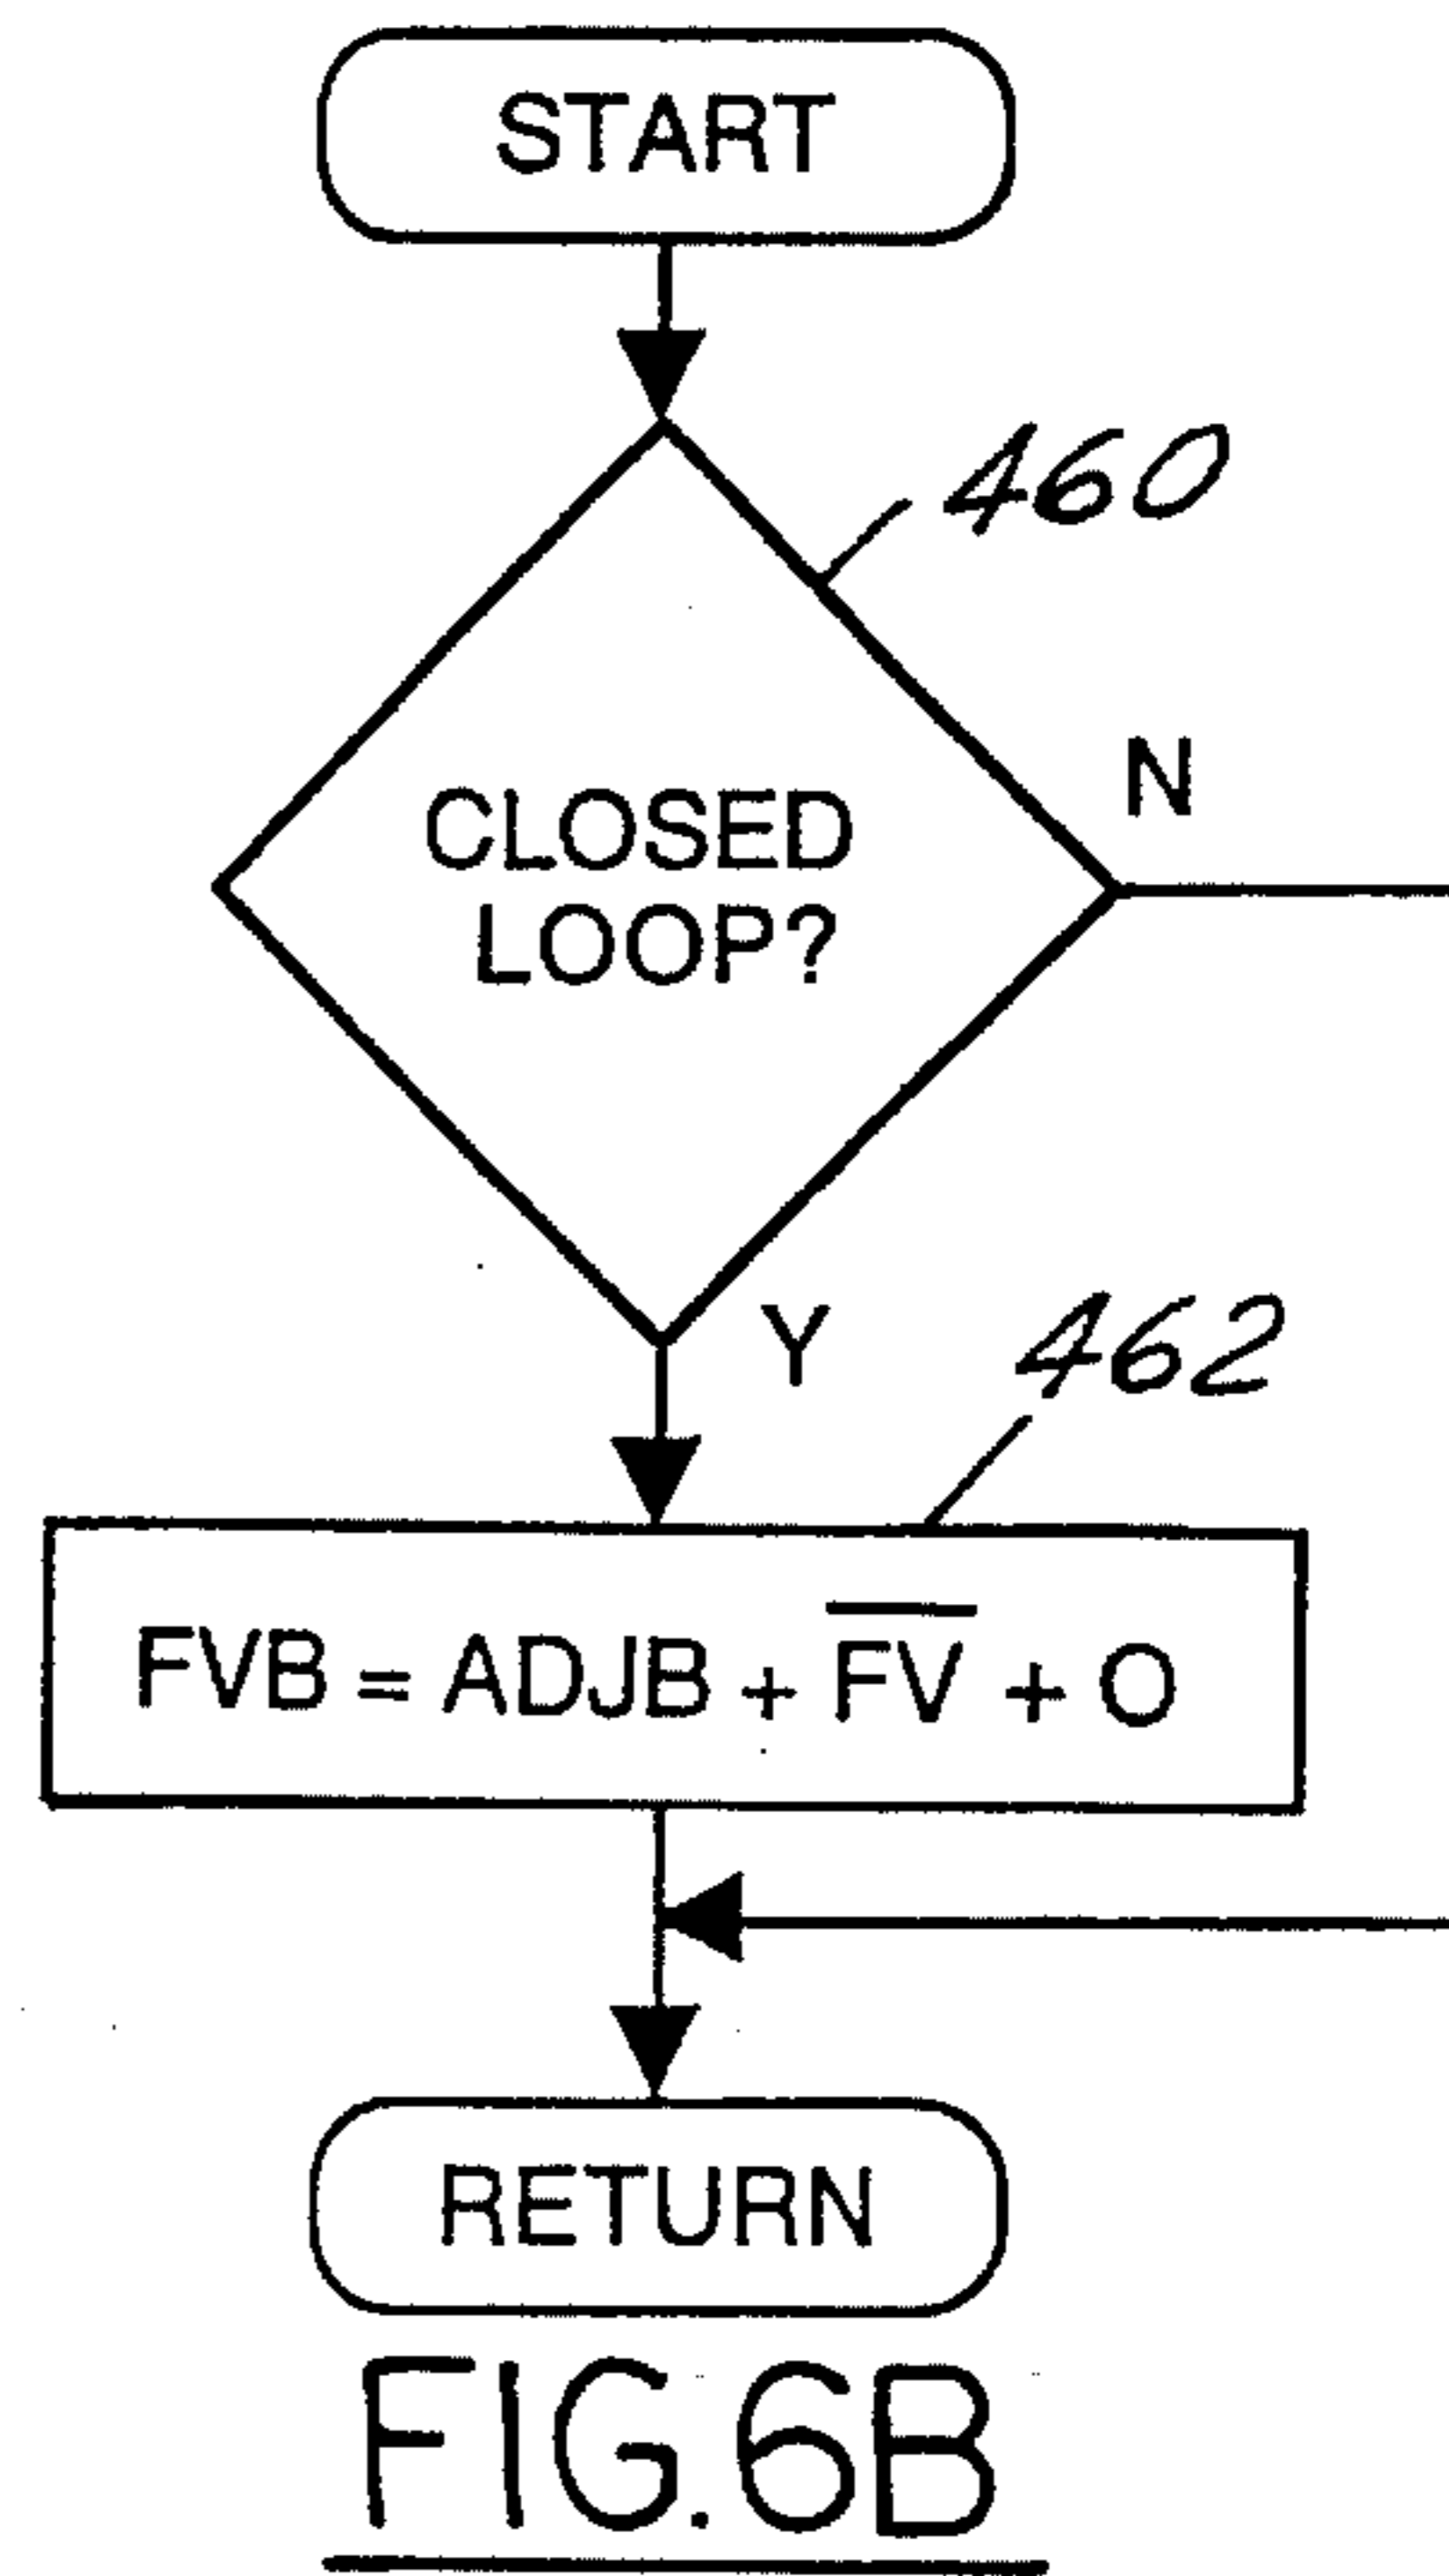 START
460
N
CLOSED
LOOP?
Y
462
FVB = ADJB + F̅V̅ + O
RETURN
FIG.6B